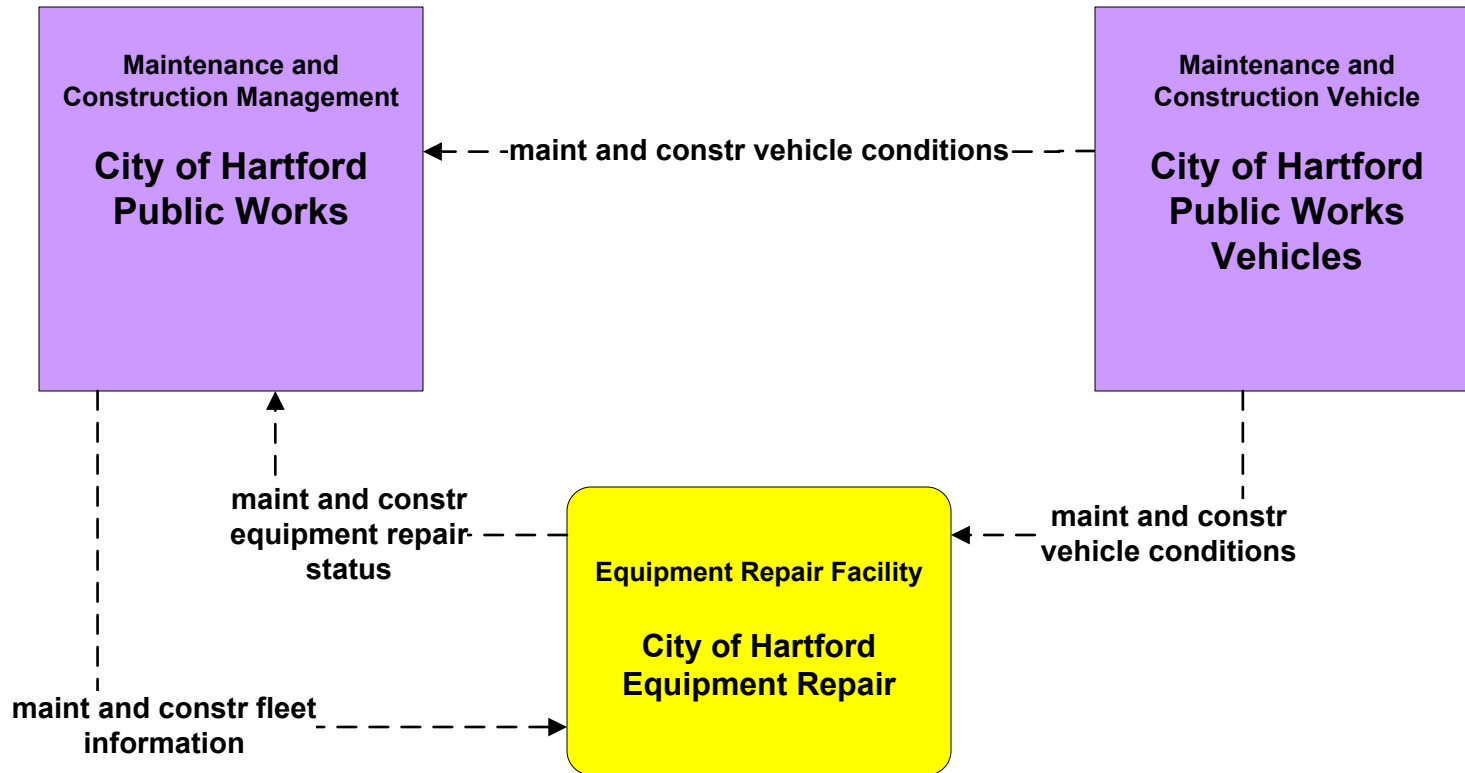 Maintenance and
Construction Management
City of Hartford
Public Works
Maintenance and
Construction Vehicle
City of Hartford
Public Works
Vehicles
maint and constr vehicle conditions
maint and constr
equipment repair
status
maint and constr
vehicle conditions
Equipment Repair Facility
City of Hartford
Equipment Repair
maint and constr fleet
information